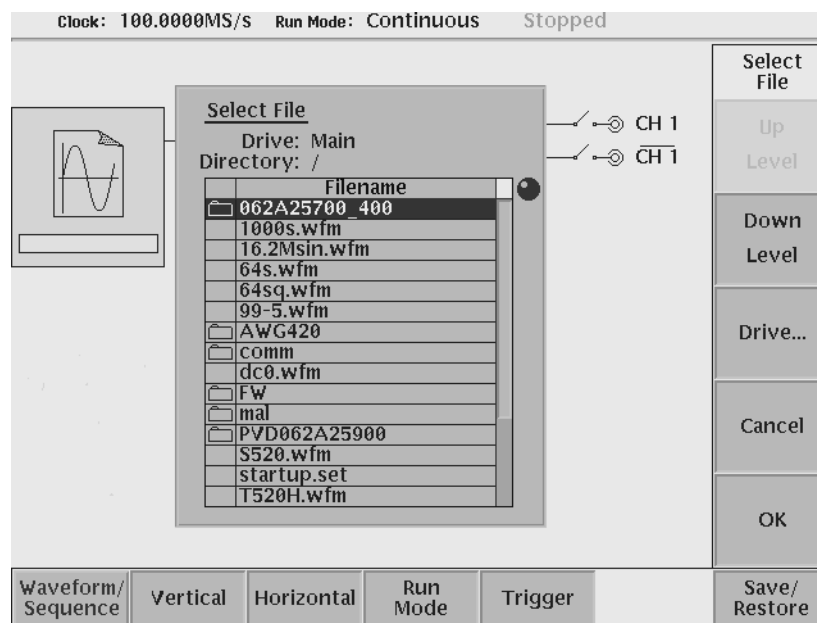 Clock: 100.0000MS/s Run Mode: Continuous Stopped
Select File
Drive: Main
Directory: /
Filename
062A25700_400
1000s.wfm
16.2Msin.wfm
64s.wfm
64sq.wfm
99-5.wfm
AWG420
comm
dc0.wfm
FW
mal
PVD062A25900
S520.wfm
startup.set
T520H.wfm
CH 1
CH 1
Select
File
Up
Level
Down
Level
Drive...
Cancel
OK
Waveform/
Sequence
Vertical
Horizontal
Run
Mode
Trigger
Save/
Restore